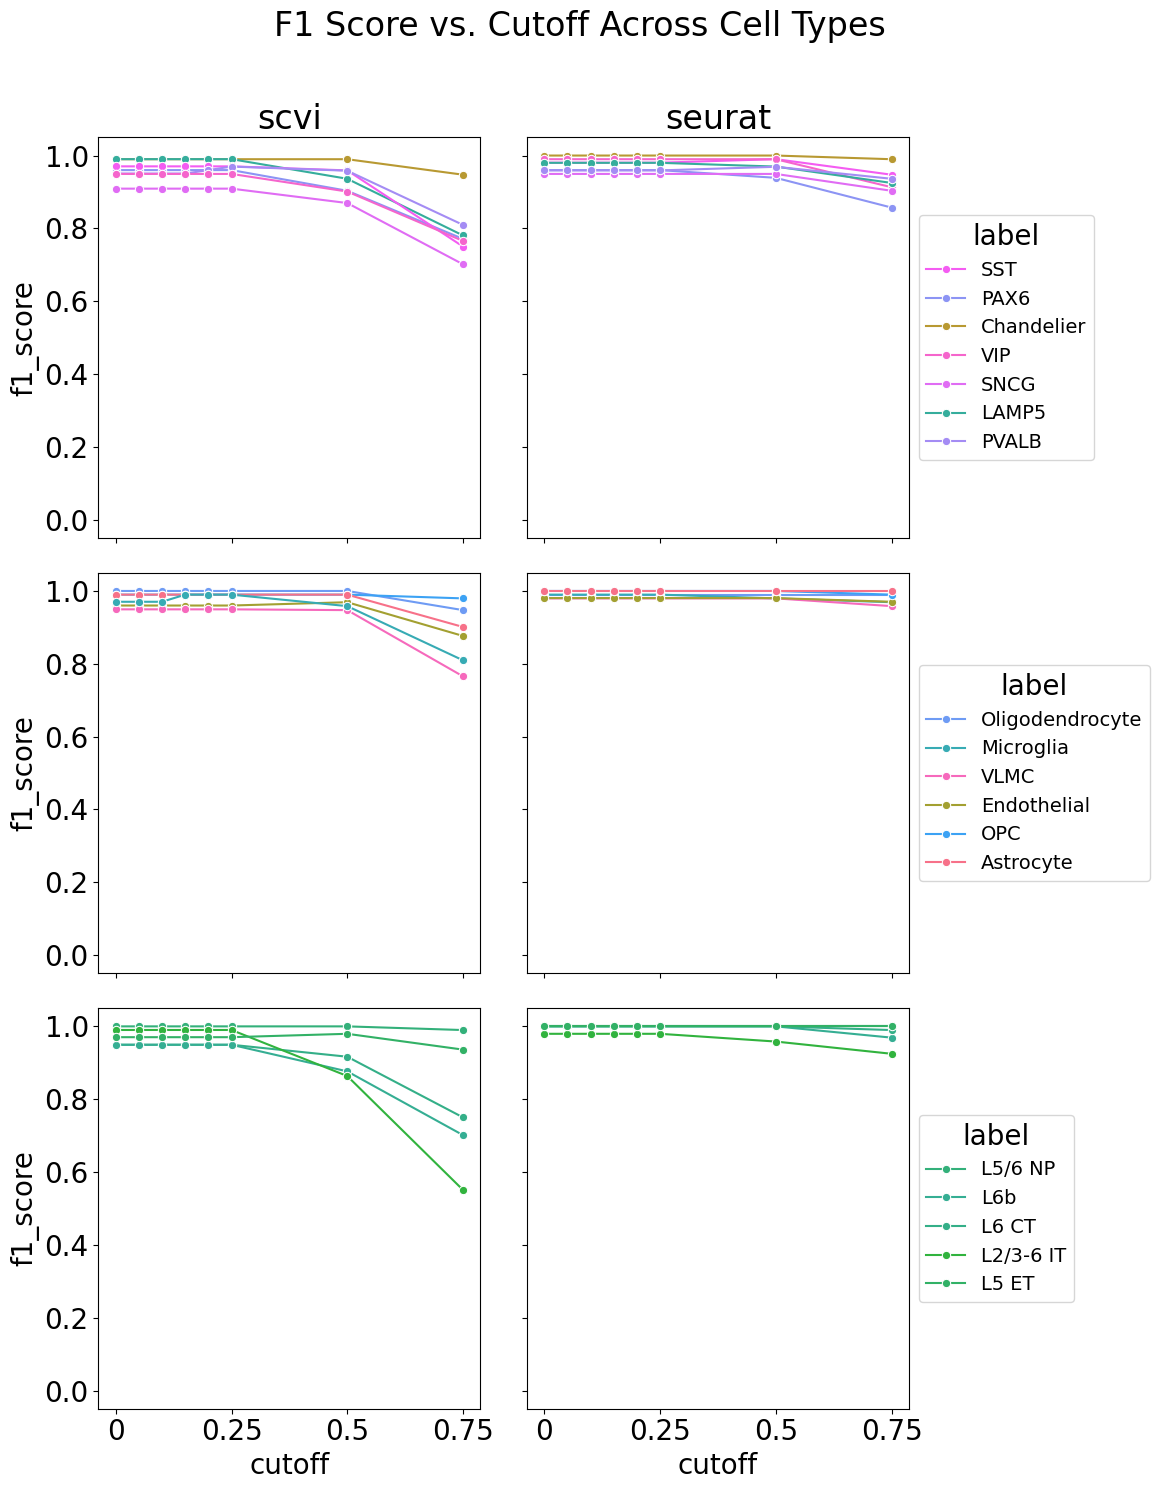 F1 Score vs. Cutoff Across Cell Types
scvi
seurat
f1_score
1.0
0.8
0.6
0.4
0.2
0.0
label
SST
PAX6
Chandelier
VIP
SNCG
LAMP5
PVALB
f1_score
1.0
0.8
0.6
0.4
0.2
0.0
label
Oligodendrocyte
Microglia
VLMC
Endothelial
OPC
Astrocyte
f1_score
1.0
0.8
0.6
0.4
0.2
0.0
label
L5/6 NP
L6b
L6 CT
L2/3-6 IT
L5 ET
0 0.25 0.5 0.75
cutoff
0 0.25 0.5 0.75
cutoff